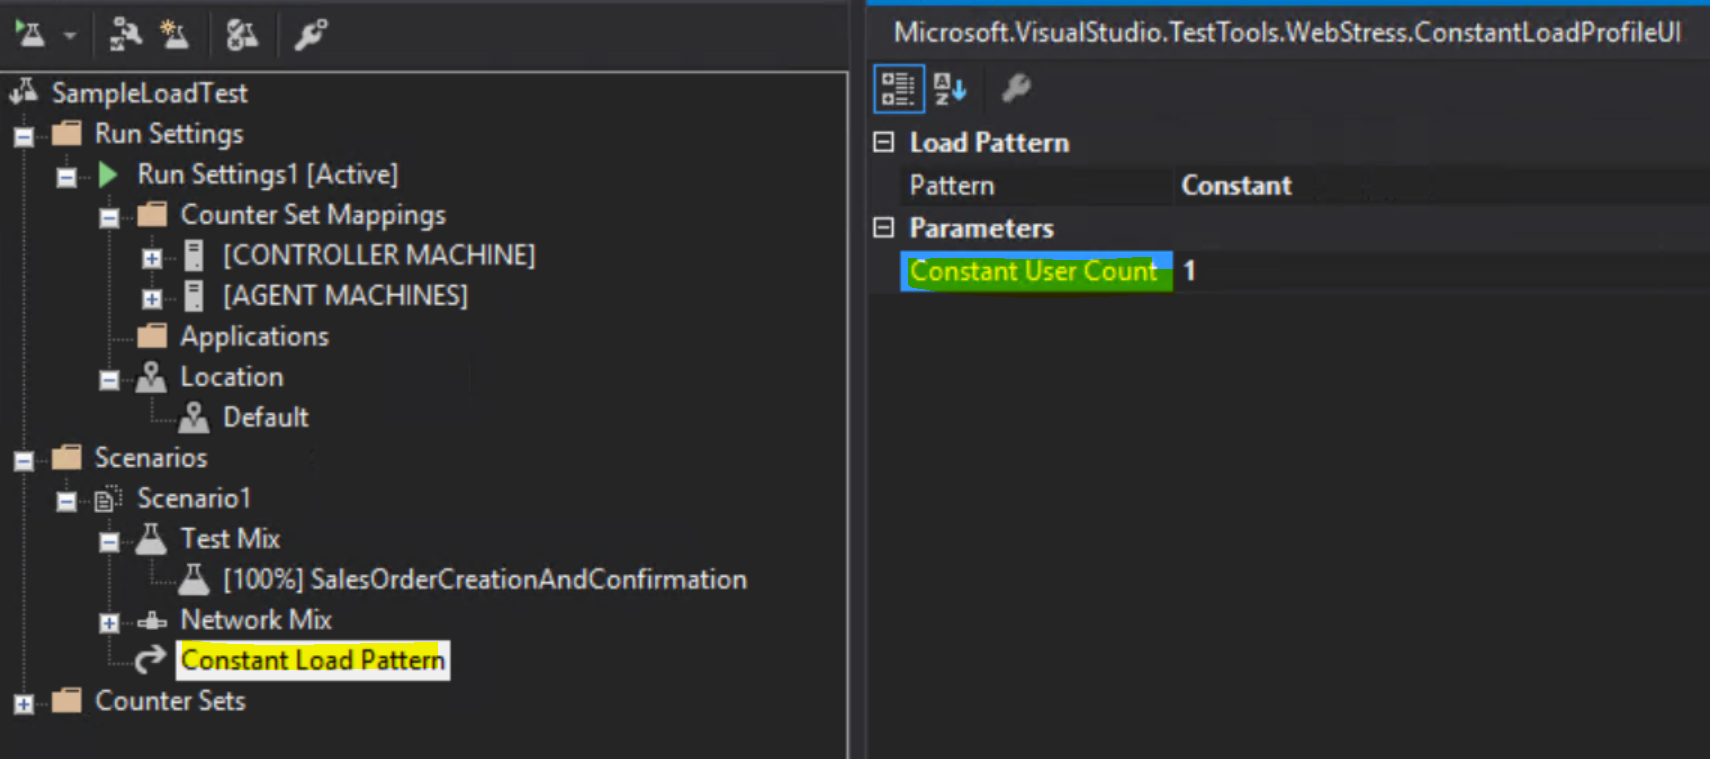 SampleLoadTest
Run Settings
Run Settings1 [Active]
Counter Set Mappings
[CONTROLLER MACHINE]
[AGENT MACHINES]
Applications
Location
Default
Scenarios
Scenario1
Test Mix
[100%] SalesOrderCreationAndConfirmation
Network Mix
Constant Load Pattern
Counter Sets
Microsoft.VisualStudio.TestTools.WebStress.ConstantLoadProfileUI
Load Pattern
Pattern Constant
Parameters
Constant User Count 1